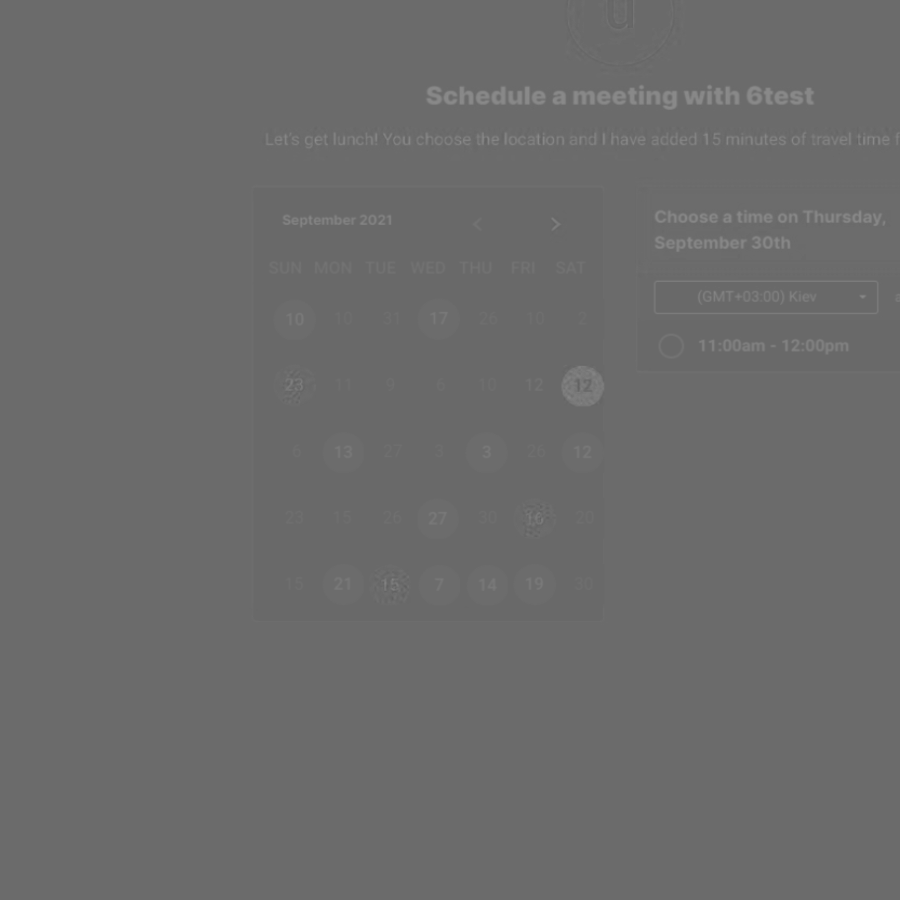 Schedule a meeting with 6test
Let's get lunch! You choose the location and I have added 15 minutes of travel time
September 2021
SUN MON TUE WED THU FRI SAT
10 10 31 17 26 10 2
23 11 9 6 10 12 12
6 13 27 3 3 26 12
23 15 26 27 30 16 20
15 21 15 7 14 19 30
Choose a time on Thursday,
September 30th
(GMT+03:00) Kiev
11:00am - 12:00pm